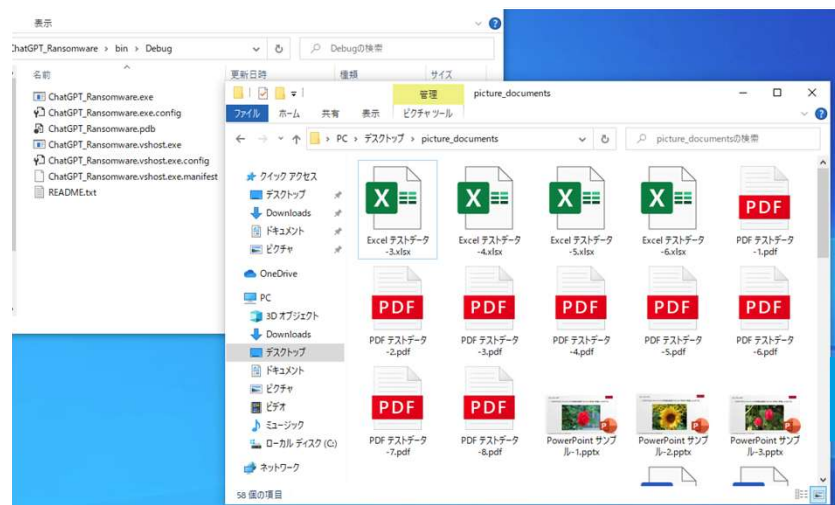 表示
ChatGPT_Ransomware › bin › Debug
Debugの検索
名前
更新日時
種類
サイズ
ChatGPT_Ransomware.exe
ChatGPT_Ransomware.exe.config
ChatGPT_Ransomware.pdb
ChatGPT_Ransomware.vshost.exe
ChatGPT_Ransomware.vshost.exe.config
ChatGPT_Ransomware.vshost.exe.manifest
README.txt
管理
picture_documents
ファイル
ホーム
共有
表示
ピクチャ ツール
PC › デスクトップ › picture_documents
picture_documentsの検索
クイック アクセス
デスクトップ
Downloads
ドキュメント
ピクチャ
OneDrive
PC
3D オブジェクト
Downloads
デスクトップ
ドキュメント
ピクチャ
ビデオ
ミュージック
ローカル ディスク (C:)
ネットワーク
Excel テストデータ
-3.xlsx
Excel テストデータ
-4.xlsx
Excel テストデータ
-5.xlsx
Excel テストデータ
-6.xlsx
PDF
PDF テストデータ
-1.pdf
PDF
PDF テストデータ
-2.pdf
PDF
PDF テストデータ
-3.pdf
PDF
PDF テストデータ
-4.pdf
PDF
PDF テストデータ
-5.pdf
PDF
PDF テストデータ
-6.pdf
PDF
PDF テストデータ
-7.pdf
PDF
PDF テストデータ
-8.pdf
PowerPoint サンプ
ル-1.pptx
PowerPoint サンプ
ル-2.pptx
PowerPoint サンプ
ル-3.pptx
58 個の項目